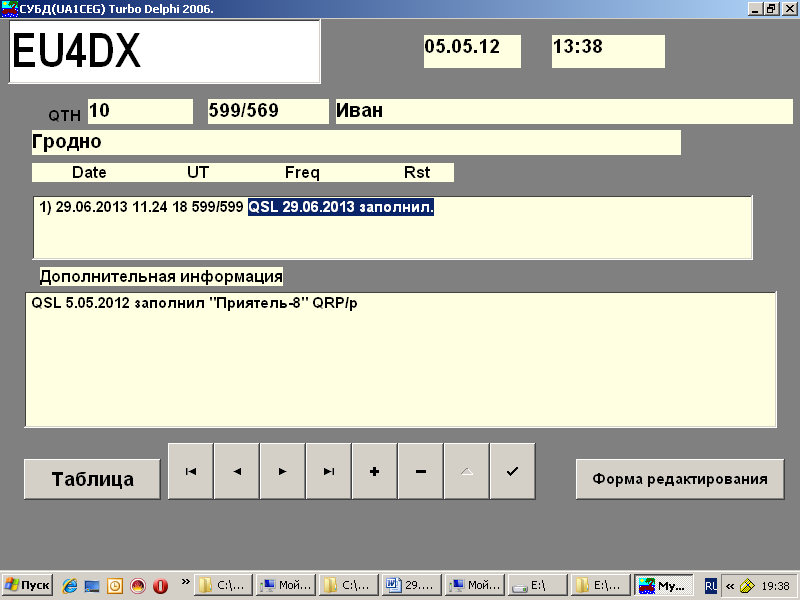 СУБД(UA1CEG) Turbo Delphi 2006.
EU4DX
05.05.12 13:38
QTH 10 599/569 Иван
Гродно
Date UT Freq Rst
1) 29.06.2013 11.24 18 599/599 QSL 29.06.2013 заполнил.
Дополнительная информация
QSL 5.05.2012 заполнил "Приятель-8" QRP/p
Таблица Форма редактирования
Пуск » C:\... Мой... C:\... 29.... Мой... E:\ E:\... Му... RL « 19:38